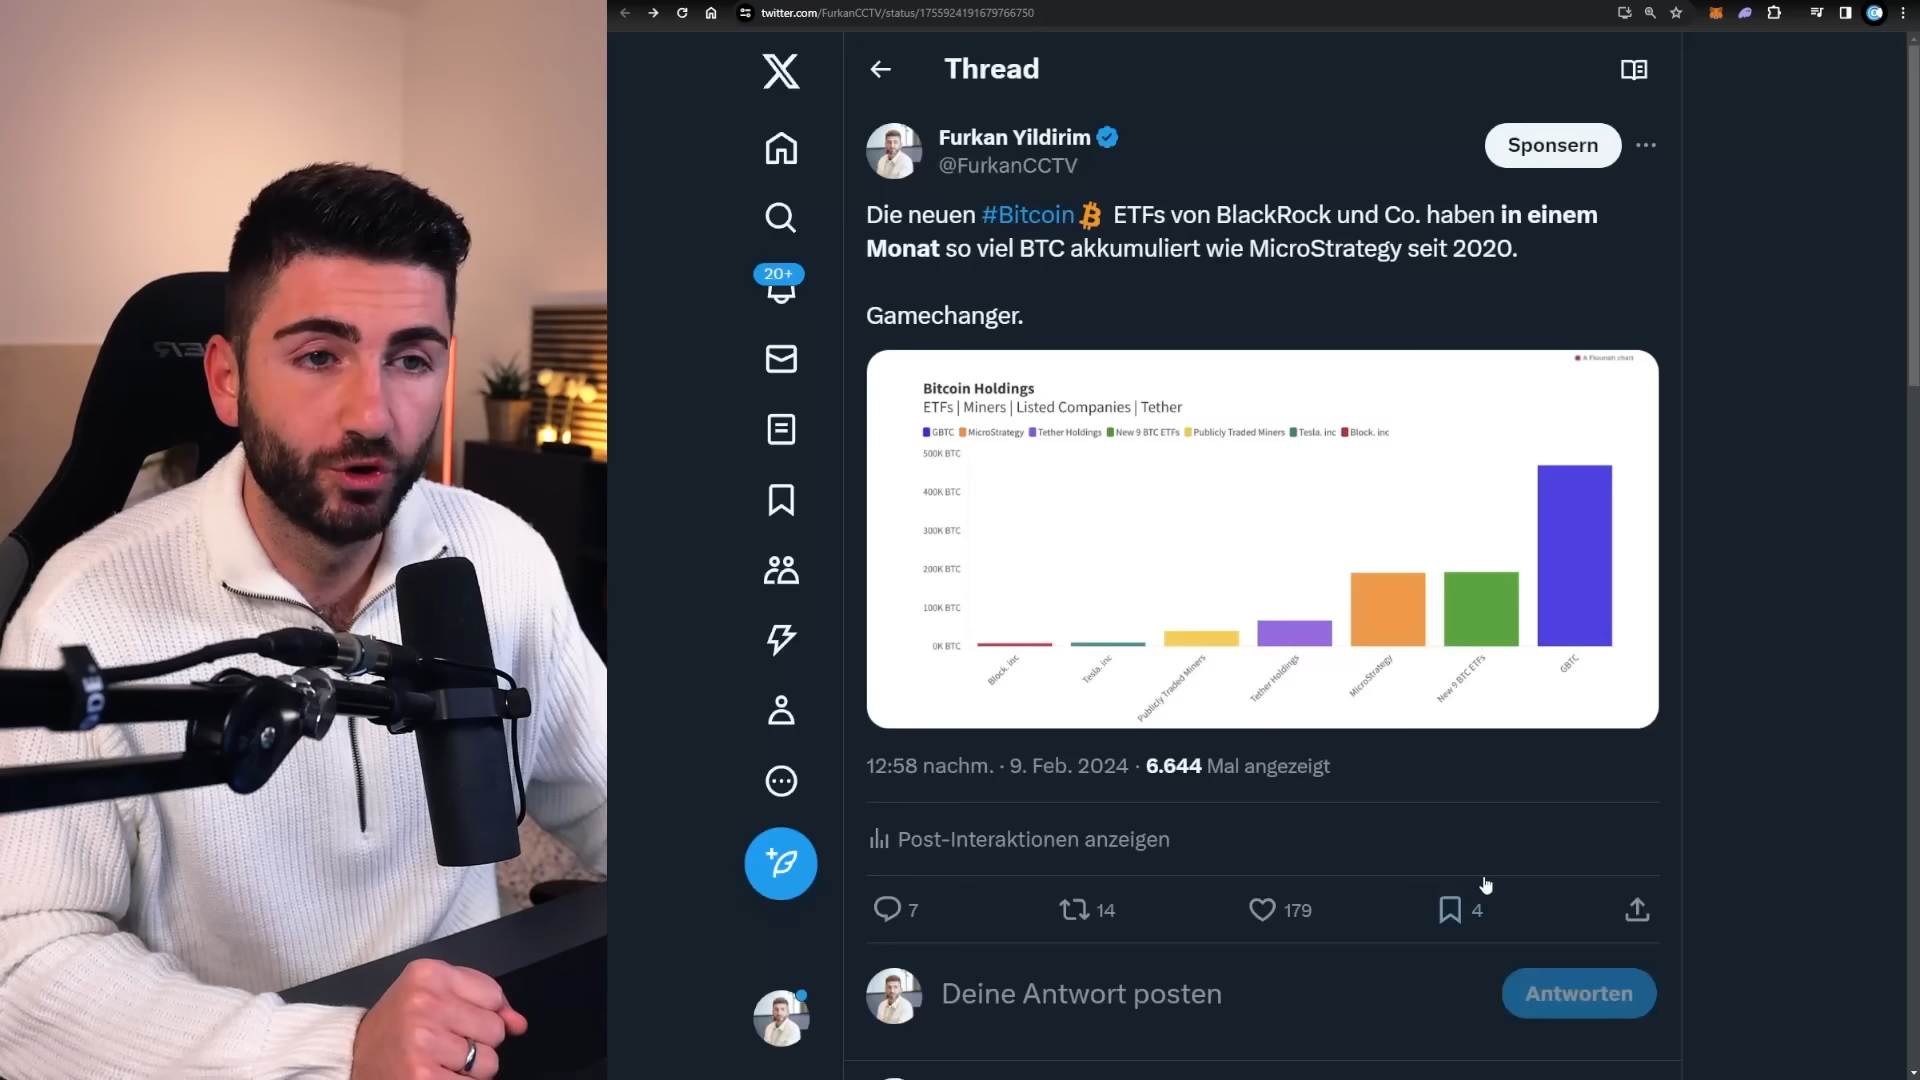 twitter.com/FurkanCCTV/status/1755924191679766750
Thread
Furkan Yildirim
@FurkanCCTV
Sponsern
Die neuen #Bitcoin ETFs von BlackRock und Co. haben in einem
Monat so viel BTC akkumuliert wie MicroStrategy seit 2020.
Gamechanger.
A Flourish chart
Bitcoin Holdings
ETFs | Miners | Listed Companies | Tether
GBTC MicroStrategy Tether Holdings New 9 BTC ETFs Publicly Traded Miners Tesla. inc Block. inc
500K BTC
400K BTC
300K BTC
200K BTC
100K BTC
0K BTC
Block. inc
Tesla. inc
Publicly Traded Miners
Tether Holdings
MicroStrategy
New 9 BTC ETFs
GBTC
20+
12:58 nachm. · 9. Feb. 2024 · 6.644 Mal angezeigt
Post-Interaktionen anzeigen
7 14 179 4
Deine Antwort posten
Antworten